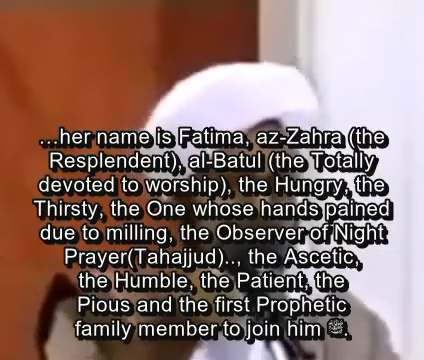 ...her name is Fatima, az-Zahra (the
Resplendent), al-Batul (the Totally
devoted to worship), the Hungry, the
Thirsty, the One whose hands pained
due to milling, the Observer of Night
Prayer(Tahajjud).., the Ascetic,
the Humble, the Patient, the
Pious and the first Prophetic
family member to join him ﷺ.